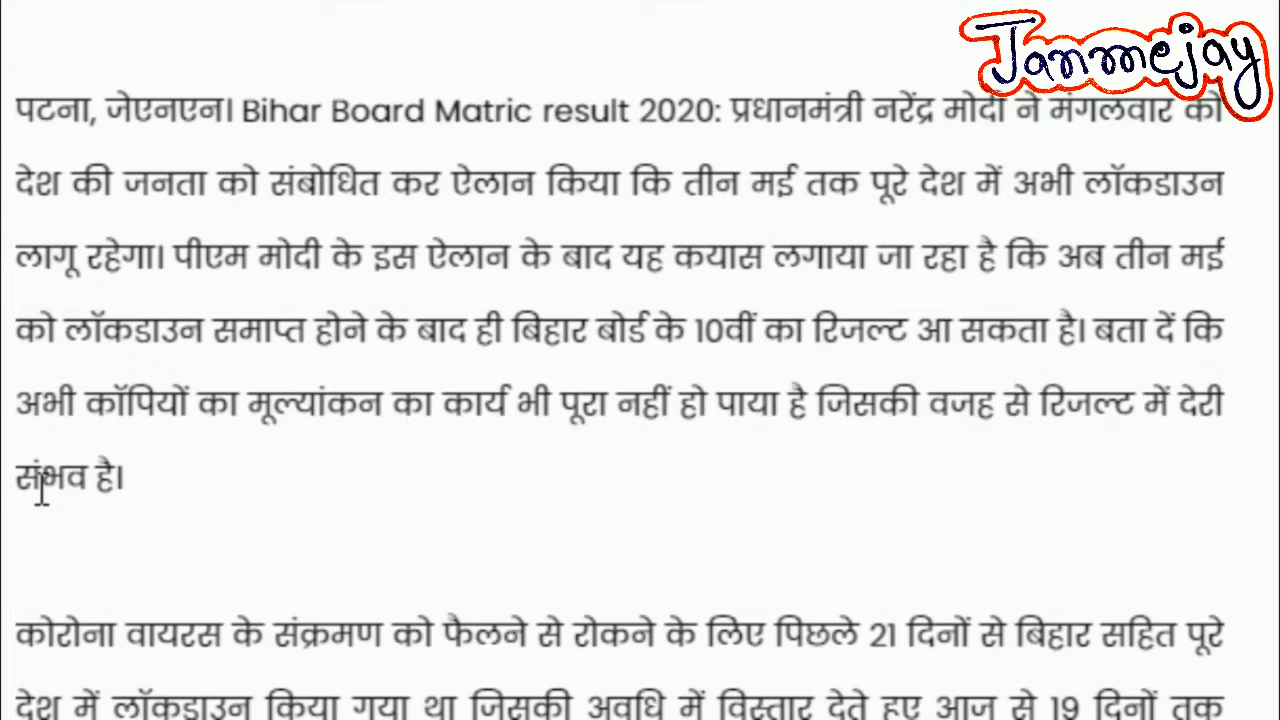 Janmejay
पटना, जेएनएन। Bihar Board Matric result 2020: प्रधानमंत्री नरेंद्र मोदी ने मंगलवार को
देश की जनता को संबोधित कर ऐलान किया कि तीन मई तक पूरे देश में अभी लॉकडाउन
लागू रहेगा। पीएम मोदी के इस ऐलान के बाद यह कयास लगाया जा रहा है कि अब तीन मई
को लॉकडाउन समाप्त होने के बाद ही बिहार बोर्ड के 10वीं का रिजल्ट आ सकता है। बता दें कि
अभी कॉपियों का मूल्यांकन का कार्य भी पूरा नहीं हो पाया है जिसकी वजह से रिजल्ट में देरी
संभव है।
कोरोना वायरस के संक्रमण को फैलने से रोकने के लिए पिछले 21 दिनों से बिहार सहित पूरे
देश में लॉकडाउन किया गया था जिसकी अवधि में विस्तार देते हुए आज से 19 दिनों तक